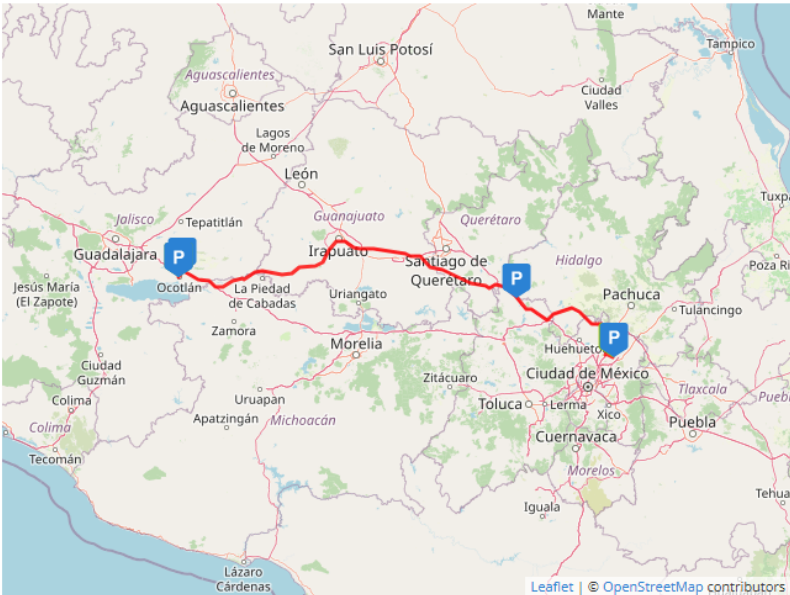 Mante
San Luis Potosí
Tampico
Aguascalientes
Ciudad
Valles
Aguascalientes
Lagos
de Moreno
León
Tuxpa
Jalisco
Tepatitlán
Guanajuato
Querétaro
Guadalajara
Irapuato
Santiago de
Querétaro
Hidalgo
Poza Ri
P
P
Jesús María
(El Zapote)
Ocotlán
La Piedad
de Cabadas
Uriangato
Pachuca
Tulancingo
Zamora
Morelia
Huehueto
P
Ciudad
Guzmán
Zitácuaro
Ciudad de México
Colima
Uruapan
Toluca
Lerma
Xico
Tlaxcala
Puebl
Colima
Apatzingán
Michoacán
Cuernavaca
Puebla
Tecomán
Morelos
Iguala
Tehua
Lázaro
Cárdenas
Leaflet | © OpenStreetMap contributors